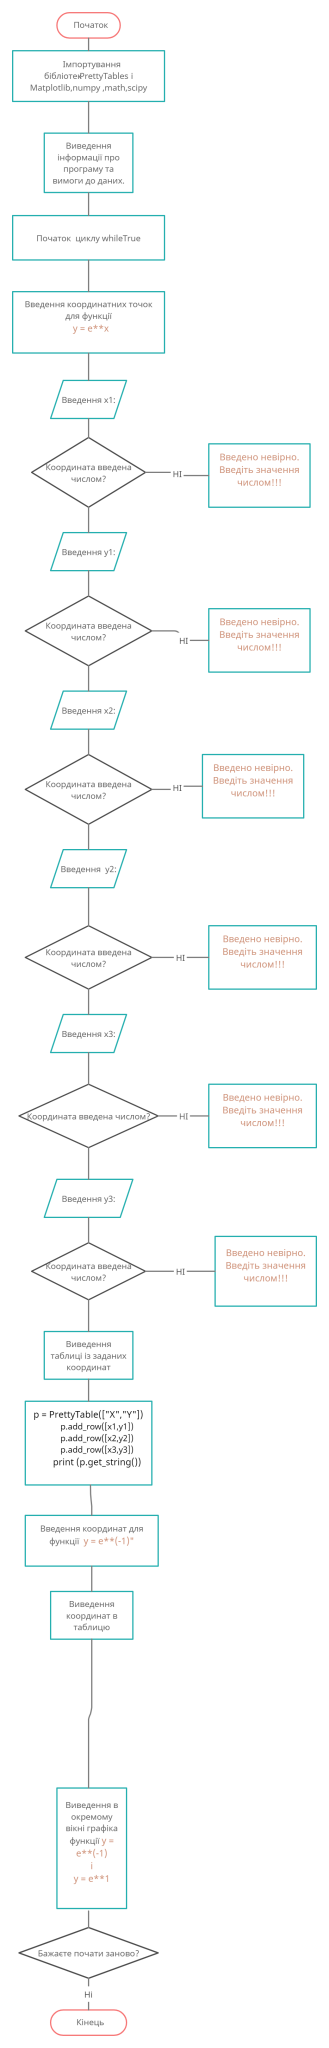 Початок
Імпортування
бібліотекPrettyTables і
Matplotlib,numpy ,math,scipy
Виведення
інформації про
програму та
вимоги до даних.
Початок циклу whileTrue
Введення координатних точок
для функції
y = e**x
Введення x1:
Координата введена
числом?
НІ
Введено невірно.
Введіть значення
числом!!!
Введення y1:
Координата введена
числом?
НІ
Введено невірно.
Введіть значення
числом!!!
Введення x2:
Координата введена
числом?
НІ
Введено невірно.
Введіть значення
числом!!!
Введення y2:
Координата введена
числом?
НІ
Введено невірно.
Введіть значення
числом!!!
Введення x3:
Координата введена числом?
НІ
Введено невірно.
Введіть значення
числом!!!
Введення y3:
Координата введена
числом?
НІ
Введено невірно.
Введіть значення
числом!!!
Виведення
таблиці із заданих
координат
p = PrettyTable(["X","Y"])
p.add_row([x1,y1])
p.add_row([x2,y2])
p.add_row([x3,y3])
print (p.get_string())
Введення координат для
функції y = e**(-1)"
Виведення
координат в
таблицю
Виведення в
окремому
вікні графіка
функції y =
e**(-1)
і
y = e**1
Бажаєте почати заново?
Ні
Кінець